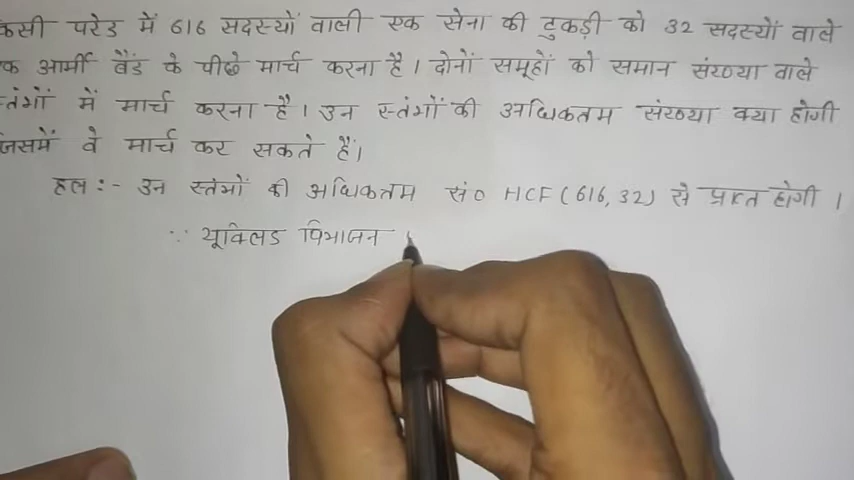 किसी परेड में 616 सदस्यों वाली एक सेना की टुकड़ी को 32 सदस्यों वाले
एक आर्मी बैंड के पीछे मार्च करना है। दोनों समूहों को समान संख्या वाले
स्तंभों में मार्च करना है। उन स्तंभों की अधिकतम संख्या क्या होगी
जिसमें वे मार्च कर सकते हैं।
हल :- उन स्तंभों की अधिकतम सं० HCF (616, 32) से प्राप्त होगी ।
∵ यूक्लिड विभाजन